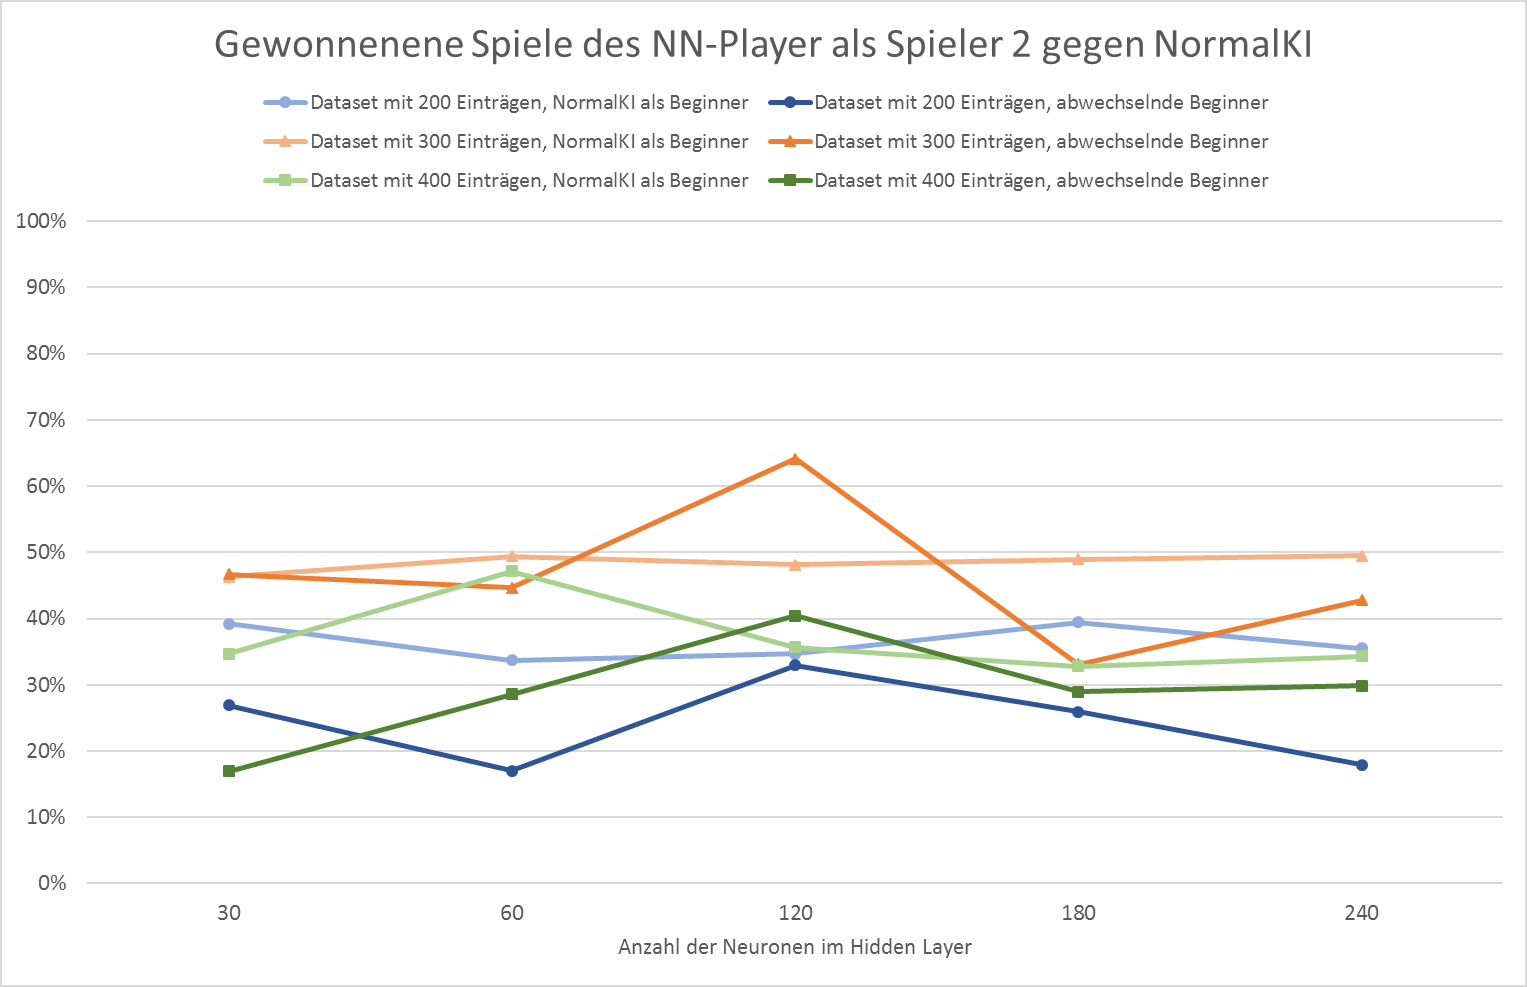 Gewonnenene Spiele des NN-Player als Spieler 2 gegen NormalKI
Dataset mit 200 Einträgen, NormalKI als Beginner Dataset mit 200 Einträgen, abwechselnde Beginner
Dataset mit 300 Einträgen, NormalKI als Beginner Dataset mit 300 Einträgen, abwechselnde Beginner
Dataset mit 400 Einträgen, NormalKI als Beginner Dataset mit 400 Einträgen, abwechselnde Beginner
100%
90%
80%
70%
60%
50%
40%
30%
20%
10%
0%
30 60 120 180 240
Anzahl der Neuronen im Hidden Layer